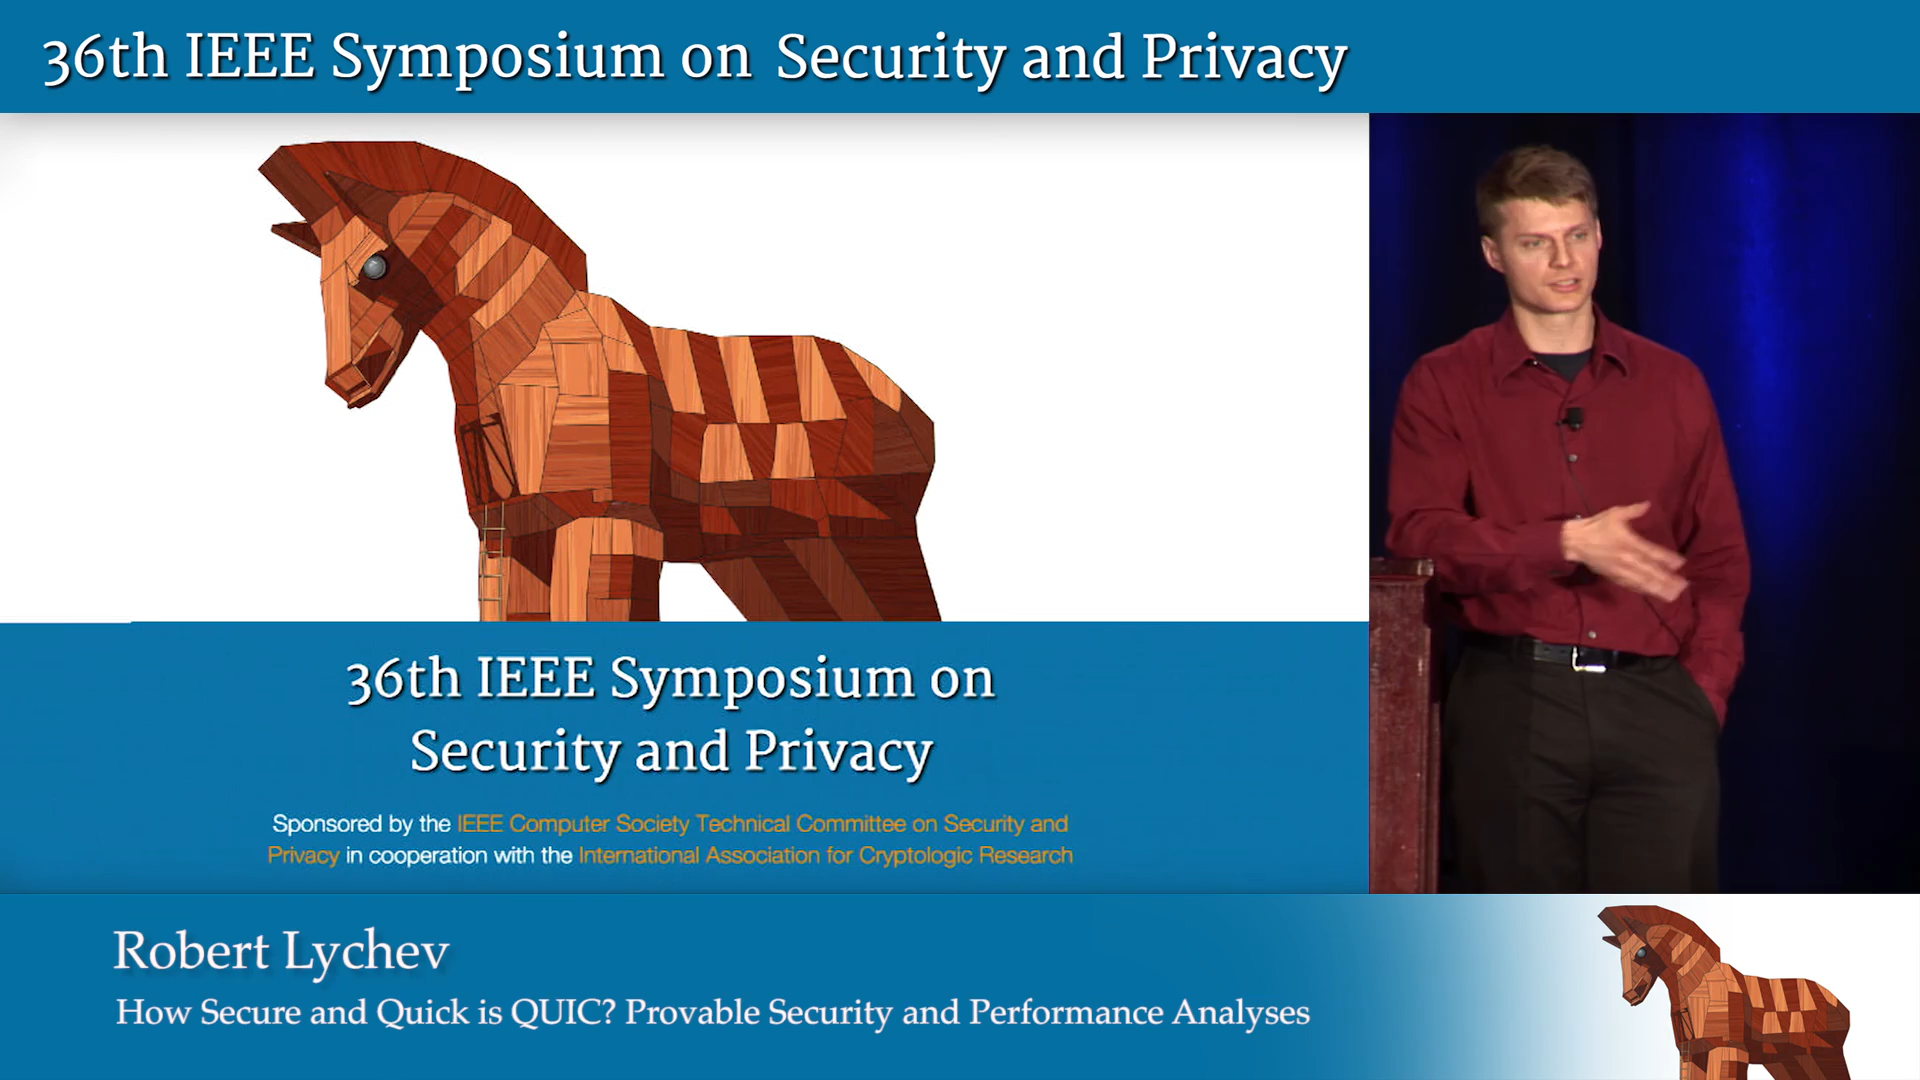 36th IEEE Symposium on Security and Privacy
36th IEEE Symposium on
Security and Privacy
Sponsored by the IEEE Computer Society Technical Committee on Security and
Privacy in cooperation with the International Association for Cryptologic Research
Robert Lychev
How Secure and Quick is QUIC? Provable Security and Performance Analyses